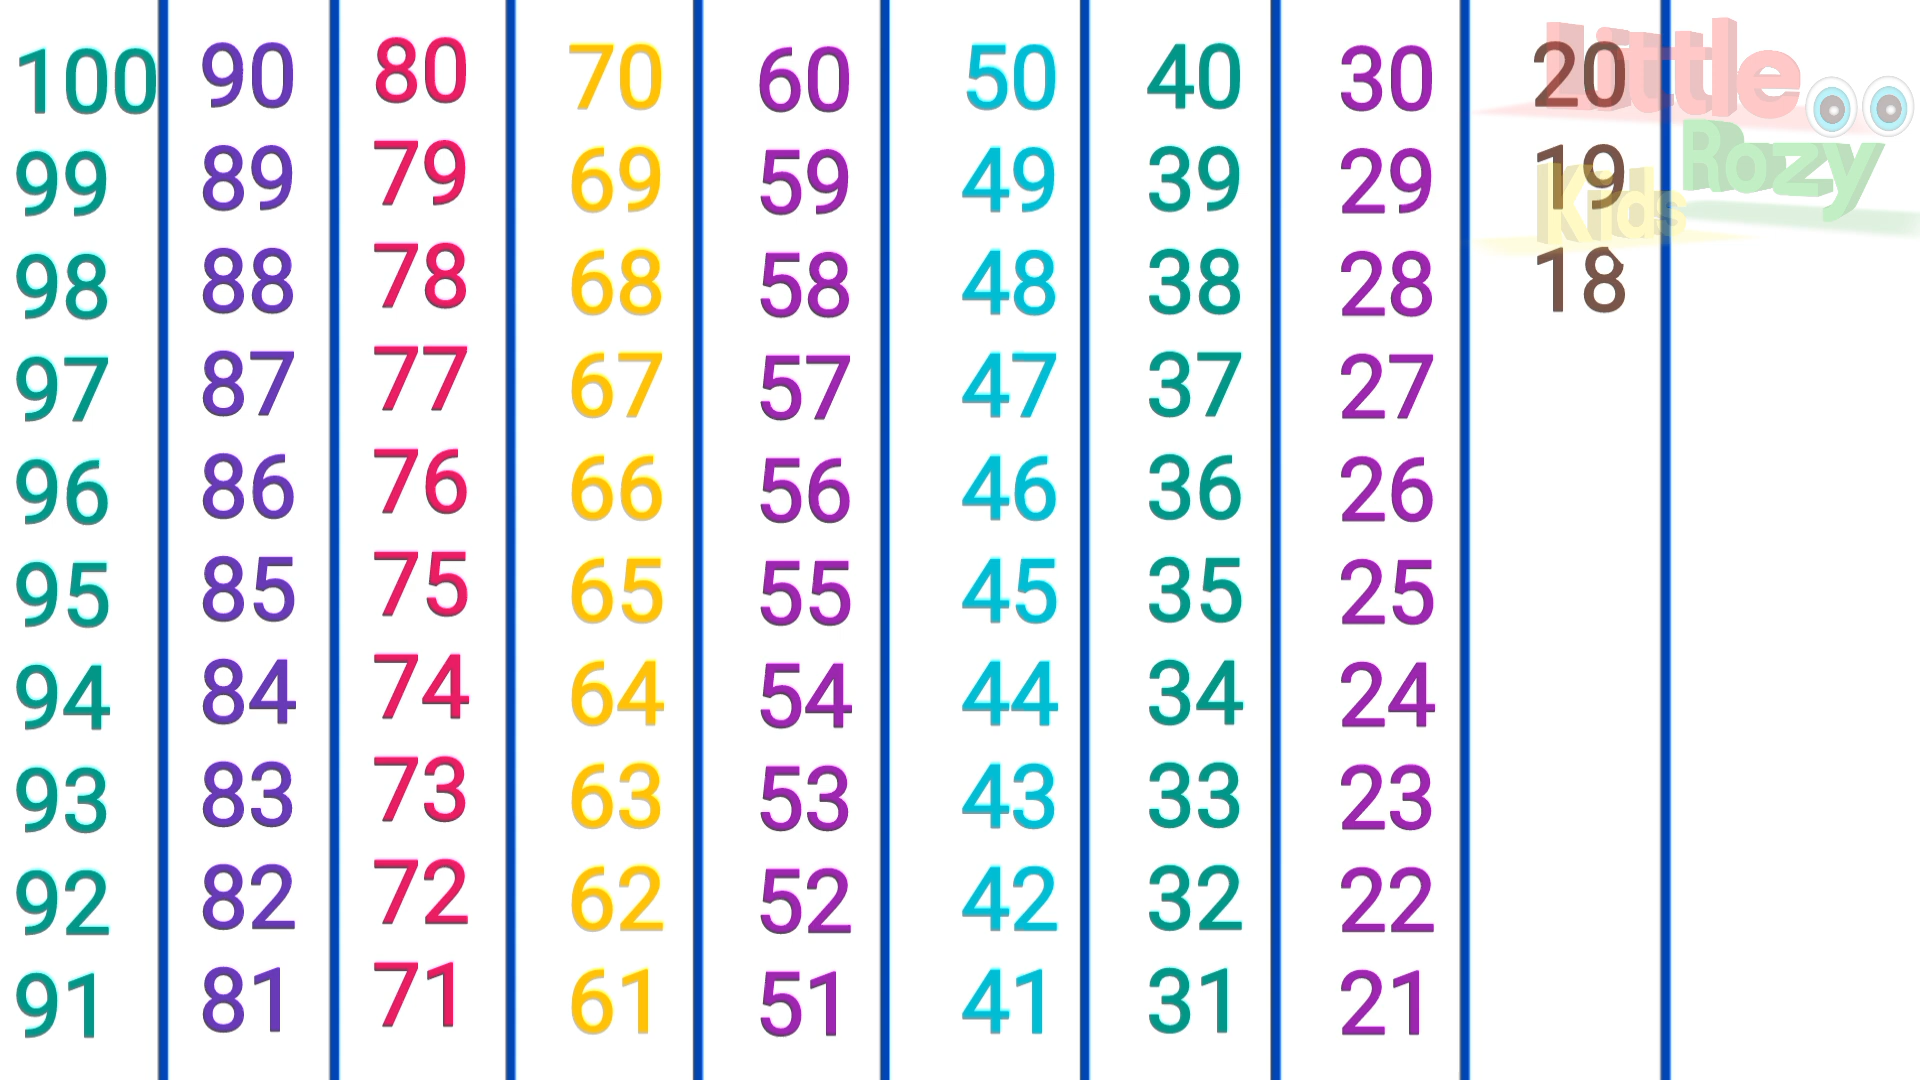 100 90 80 70 60 50 40 30 20
99 89 79 69 59 49 39 29 19
98 88 78 68 58 48 38 28 18
97 87 77 67 57 47 37 27
96 86 76 66 56 46 36 26
95 85 75 65 55 45 35 25
94 84 74 64 54 44 34 24
93 83 73 63 53 43 33 23
92 82 72 62 52 42 32 22
91 81 71 61 51 41 31 21
Little
Rozy
Kids